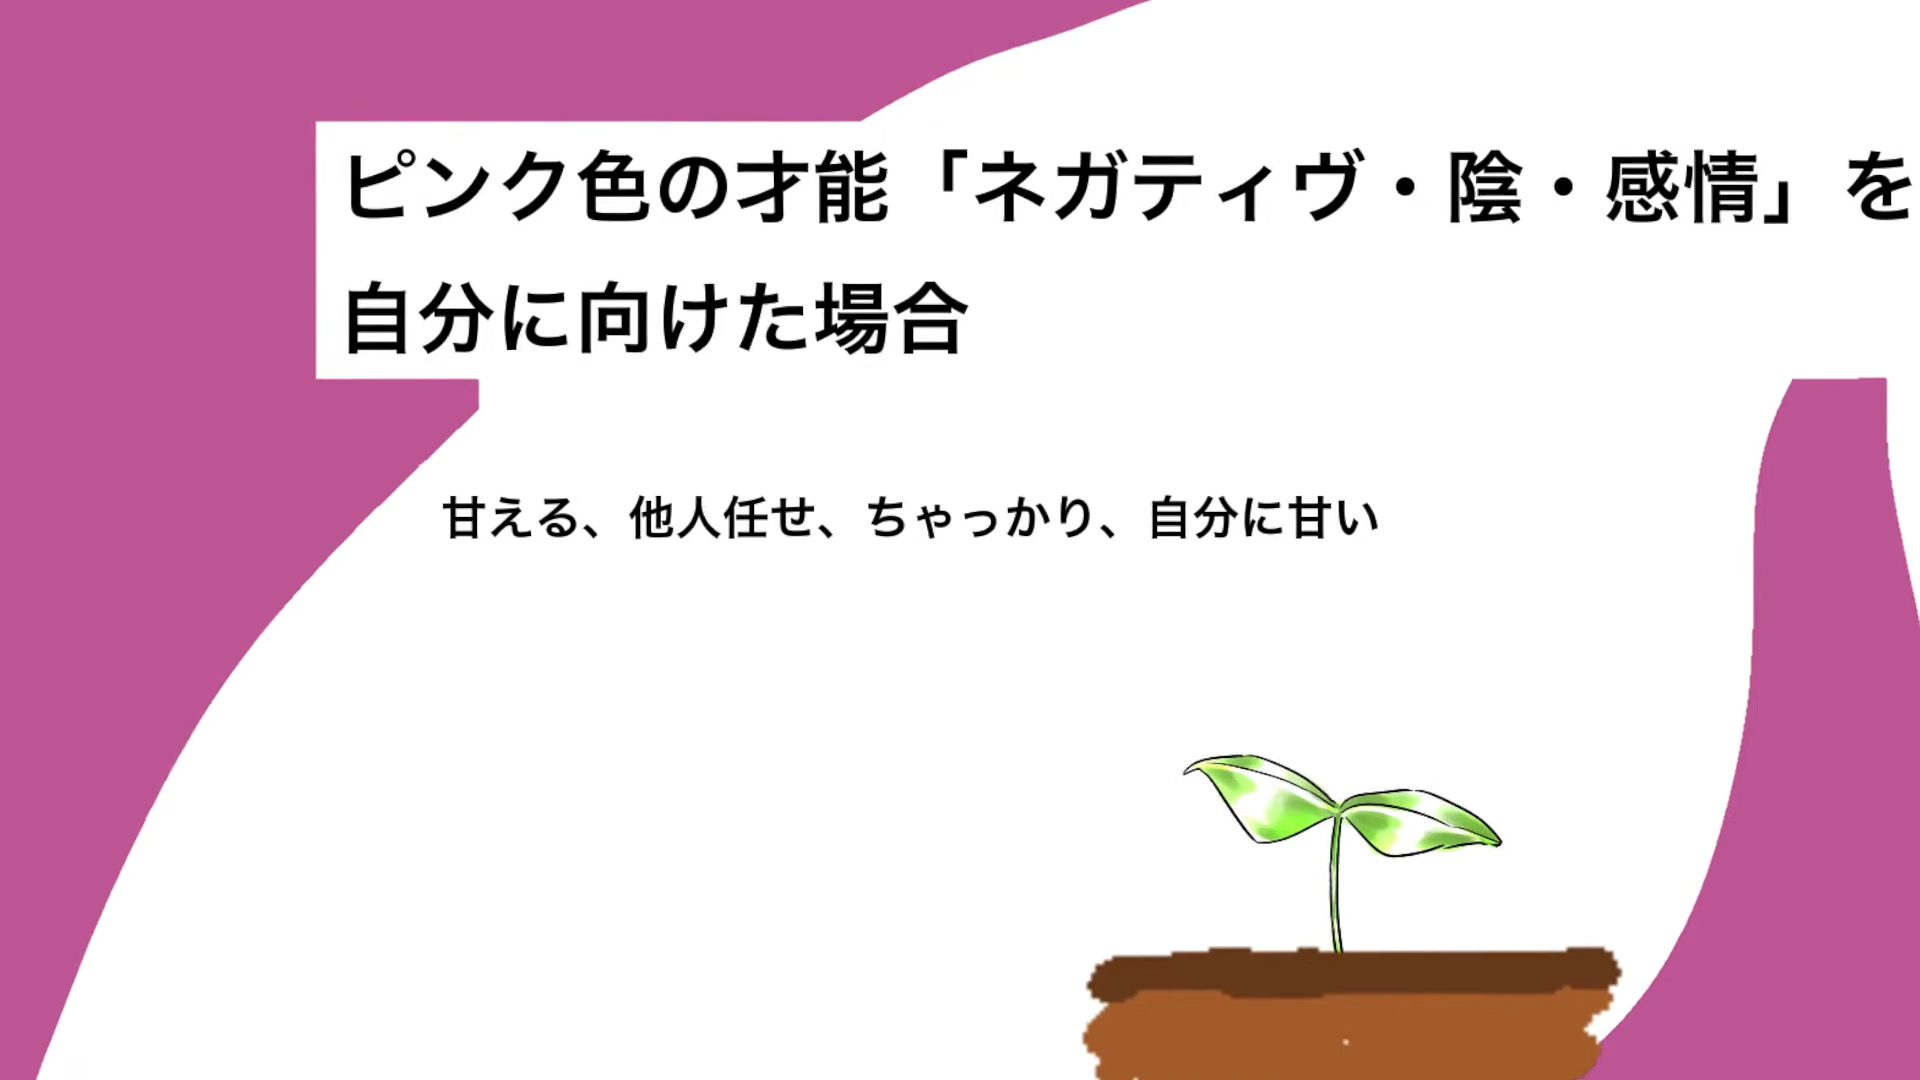 ピンク色の才能「ネガティヴ・陰・感情」を
自分に向けた場合
甘える、他人任せ、ちゃっかり、自分に甘い